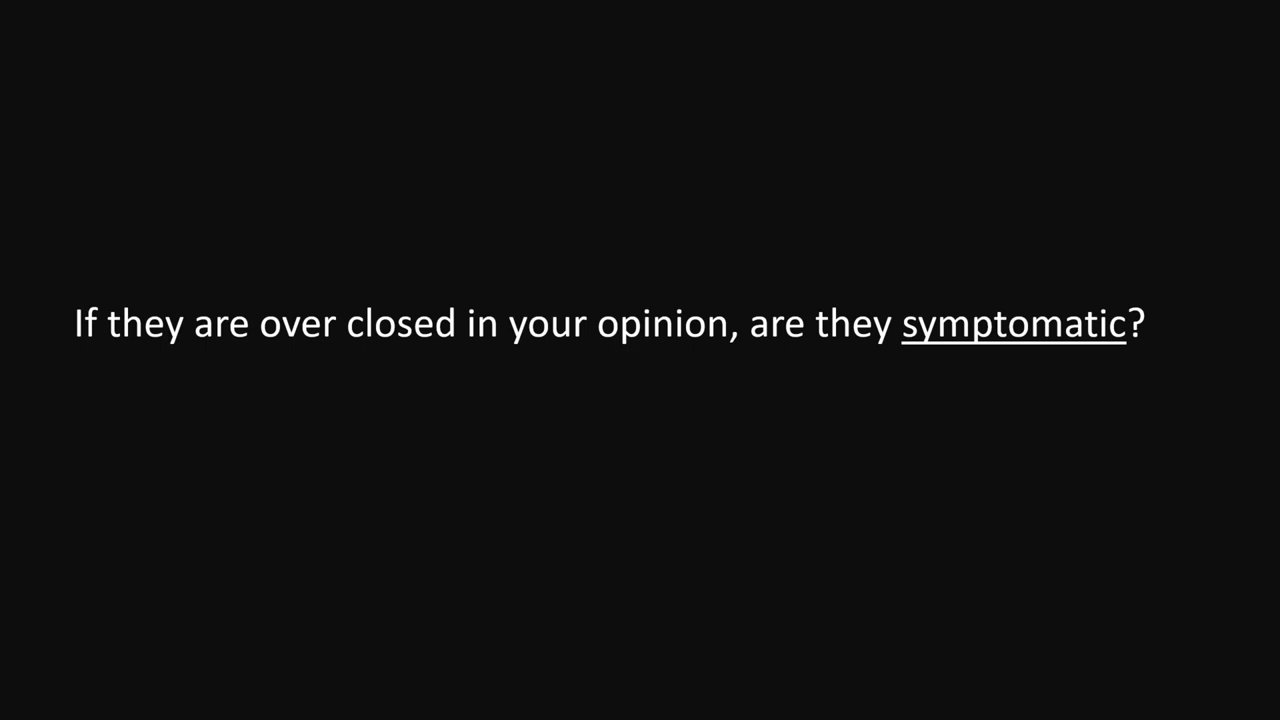 If they are over closed in your opinion, are they symptomatic?